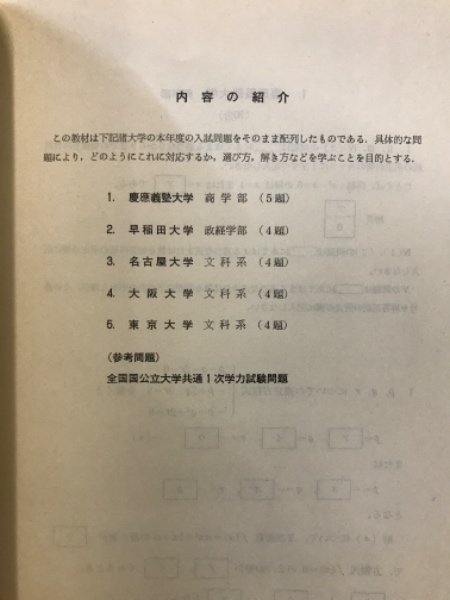 内容の紹介
この教材は下記諸大学の本年度の入試問題をそのまま配列したものである．具体的な問
題により，どのようにこれに対応するか，選び方，解き方などを学ぶことを目的とする．
1. 慶應義塾大学 商学部 （5題）
2. 早稲田大学 政経学部 （4題）
3. 名古屋大学 文科系 （4題）
4. 大阪大学 文科系 （4題）
5. 東京大学 文科系 （4題）
（参考問題）
全国国公立大学共通1次学力試験問題